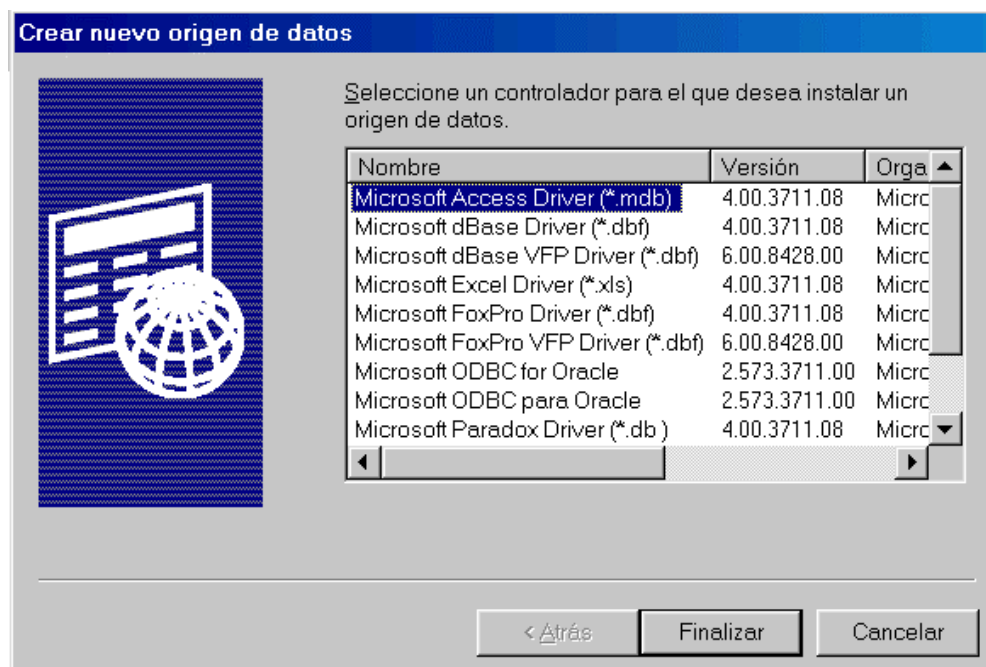 Crear nuevo origen de datos
Seleccione un controlador para el que desea instalar un
origen de datos.
Nombre Versión Orga
Microsoft Access Driver (*.mdb) 4.00.3711.08 Micrc
Microsoft dBase Driver (*.dbf) 4.00.3711.08 Micrc
Microsoft dBase VFP Driver (*.dbf) 6.00.8428.00 Micrc
Microsoft Excel Driver (*.xls) 4.00.3711.08 Micrc
Microsoft FoxPro Driver (*.dbf) 4.00.3711.08 Micrc
Microsoft FoxPro VFP Driver (*.dbf) 6.00.8428.00 Micrc
Microsoft ODBC for Oracle 2.573.3711.00 Micrc
Microsoft ODBC para Oracle 2.573.3711.00 Micrc
Microsoft Paradox Driver (*.db ) 4.00.3711.08 Micrc
< Atrás Finalizar Cancelar